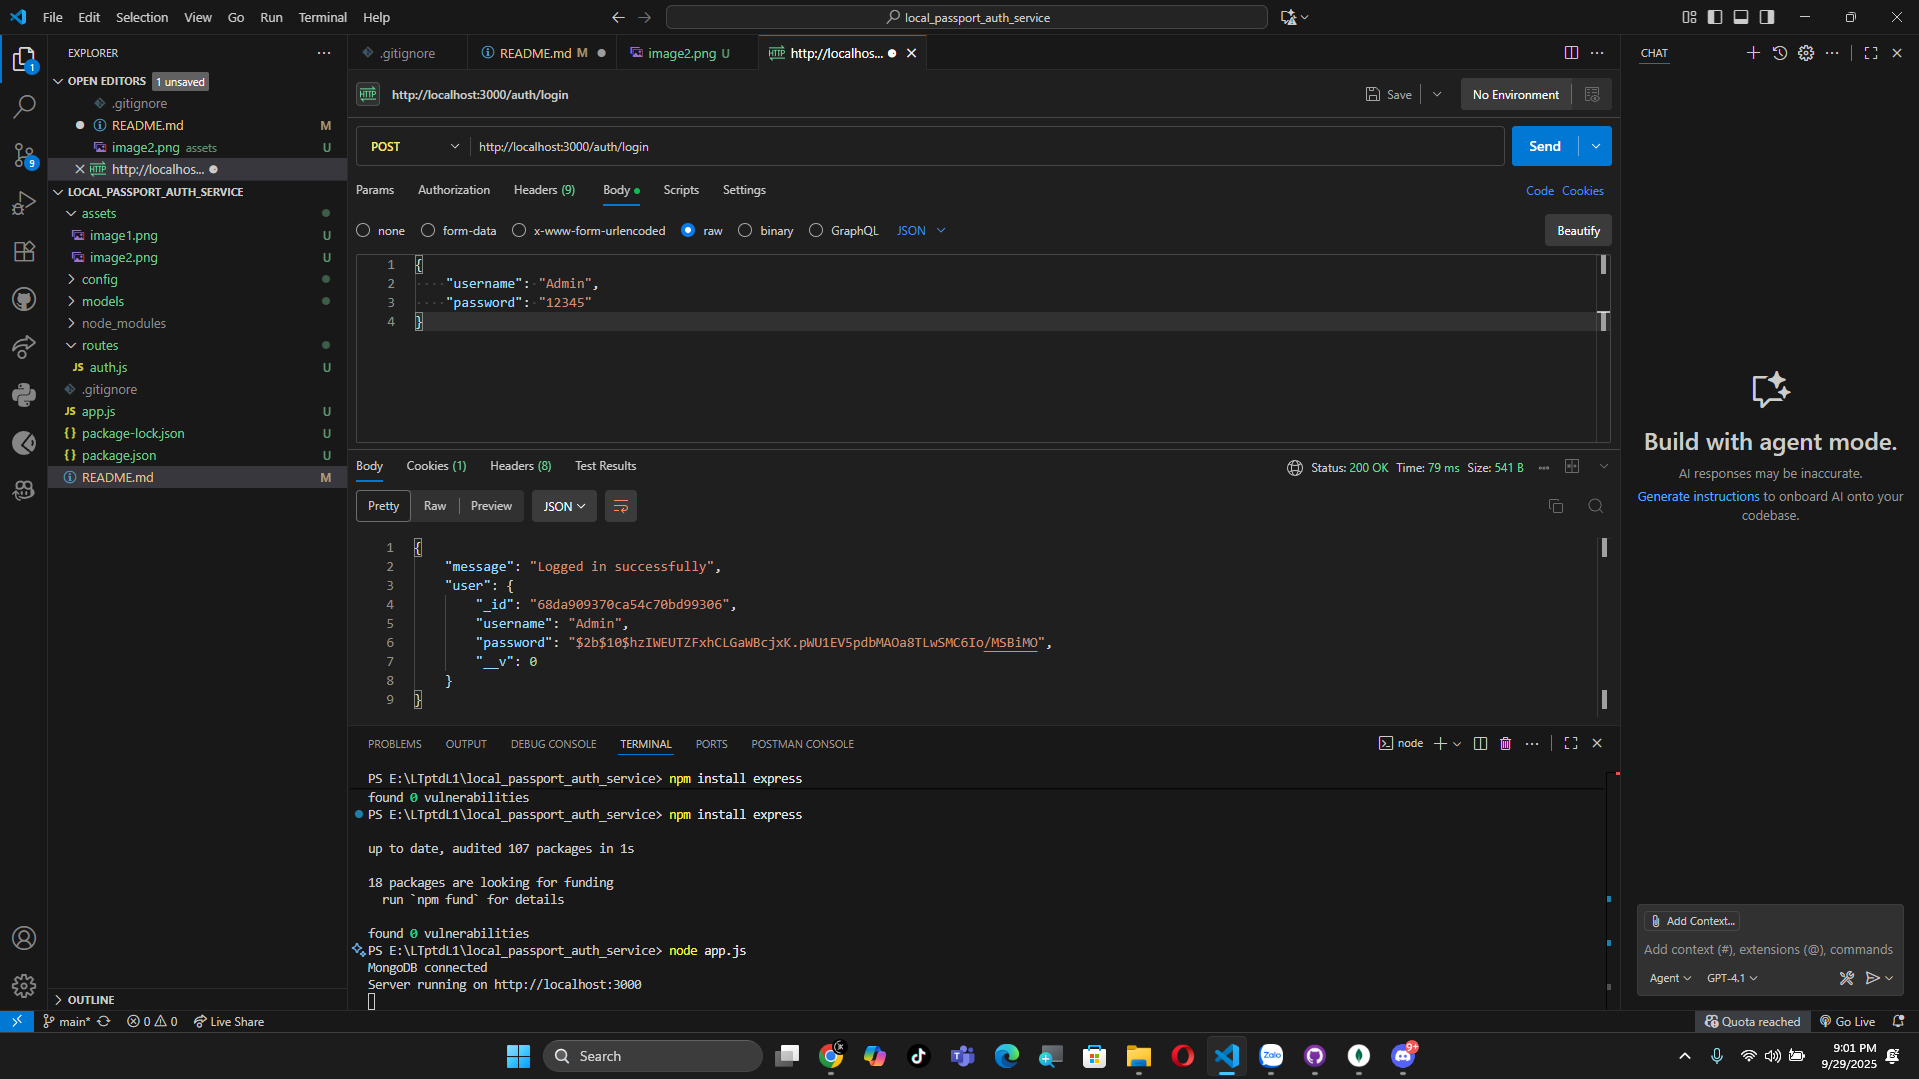 File Edit Selection View Go Run Terminal Help
local_passport_auth_service
EXPLORER
OPEN EDITORS 1 unsaved
.gitignore
README.md M
image2.png assets U
http://localhos...
LOCAL_PASSPORT_AUTH_SERVICE
assets
image1.png U
image2.png U
config
models
node_modules
routes
JS auth.js U
.gitignore
JS app.js U
{} package-lock.json U
{} package.json U
README.md M
OUTLINE
1
9
.gitignore
README.md M
image2.png U
HTTP http://localhos...
HTTP http://localhost:3000/auth/login
Save
No Environment
POST http://localhost:3000/auth/login
Send
Params Authorization Headers (9) Body Scripts Settings
Code Cookies
none form-data x-www-form-urlencoded raw binary GraphQL JSON
Beautify
1 {
2 "username": "Admin",
3 "password": "12345"
4 }
Body Cookies (1) Headers (8) Test Results
Status: 200 OK Time: 79 ms Size: 541 B
Pretty Raw Preview JSON
1 {
2 "message": "Logged in successfully",
3 "user": {
4 "_id": "68da909370ca54c70bd99306",
5 "username": "Admin",
6 "password": "$2b$10$hzIWEUTZFxhCLGaWBcjxK.pWU1EV5pdbMAOa8TLwSMC6Io/MSBiMO",
7 "__v": 0
8 }
9 }
PROBLEMS OUTPUT DEBUG CONSOLE TERMINAL PORTS POSTMAN CONSOLE
node
PS E:\LTptdL1\local_passport_auth_service> npm install express
found 0 vulnerabilities
PS E:\LTptdL1\local_passport_auth_service> npm install express
up to date, audited 107 packages in 1s
18 packages are looking for funding
run `npm fund` for details
found 0 vulnerabilities
PS E:\LTptdL1\local_passport_auth_service> node app.js
MongoDB connected
Server running on http://localhost:3000
CHAT
Build with agent mode.
AI responses may be inaccurate.
Generate instructions to onboard AI onto your
codebase.
Add Context...
Add context (#), extensions (@), commands
Agent GPT-4.1
main* 0 0 Live Share
Quota reached Go Live
Search
Zalo
9+
9:01 PM
9/29/2025